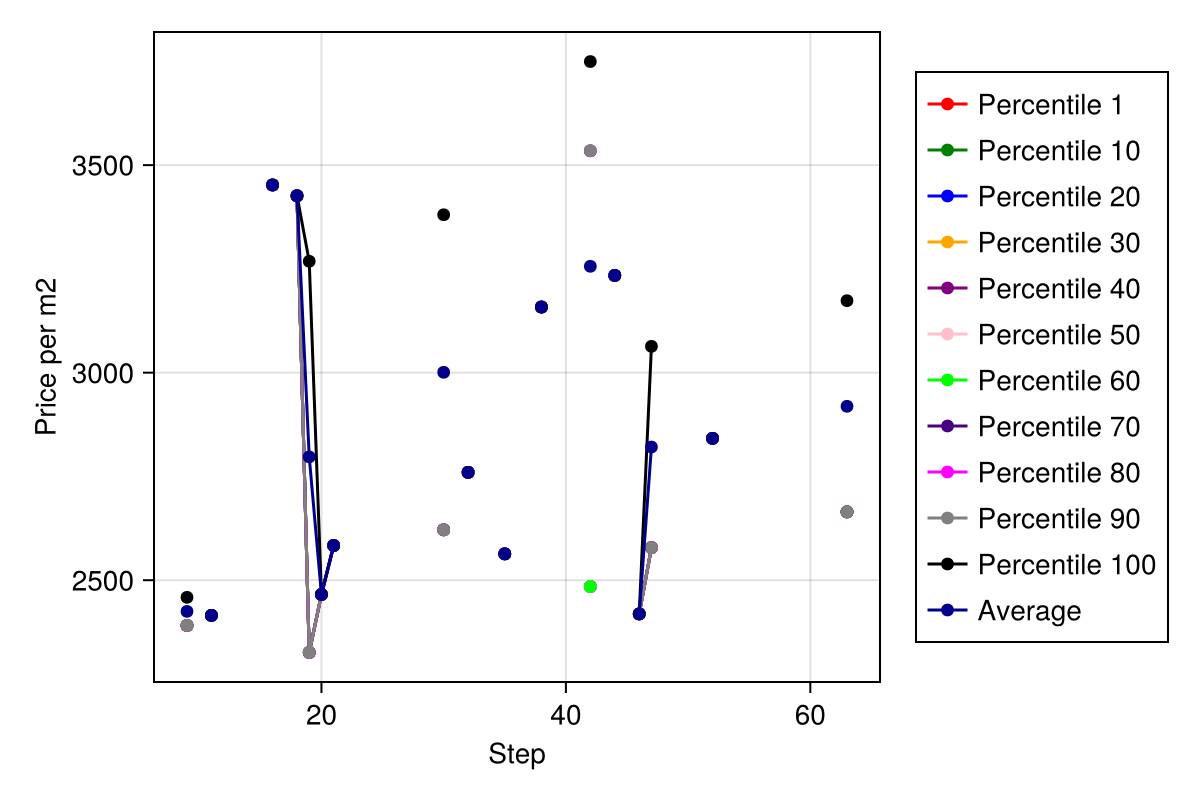 Price per m2
3500
3000
2500
20
40
60
Step
Percentile 1
Percentile 10
Percentile 20
Percentile 30
Percentile 40
Percentile 50
Percentile 60
Percentile 70
Percentile 80
Percentile 90
Percentile 100
Average